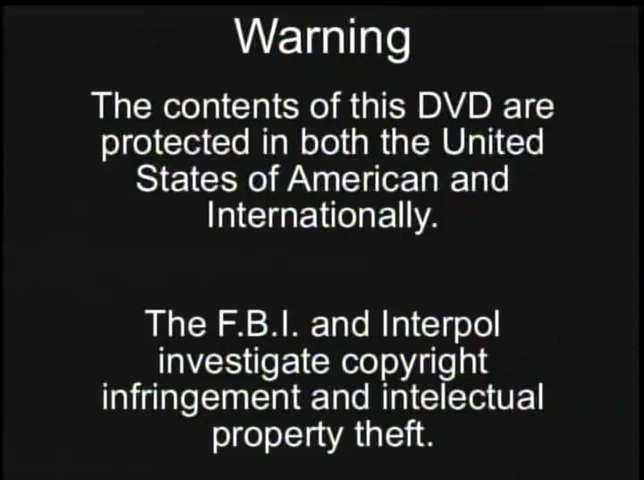 Warning
The contents of this DVD are
protected in both the United
States of American and
Internationally.
The F.B.I. and Interpol
investigate copyright
infringement and intelectual
property theft.